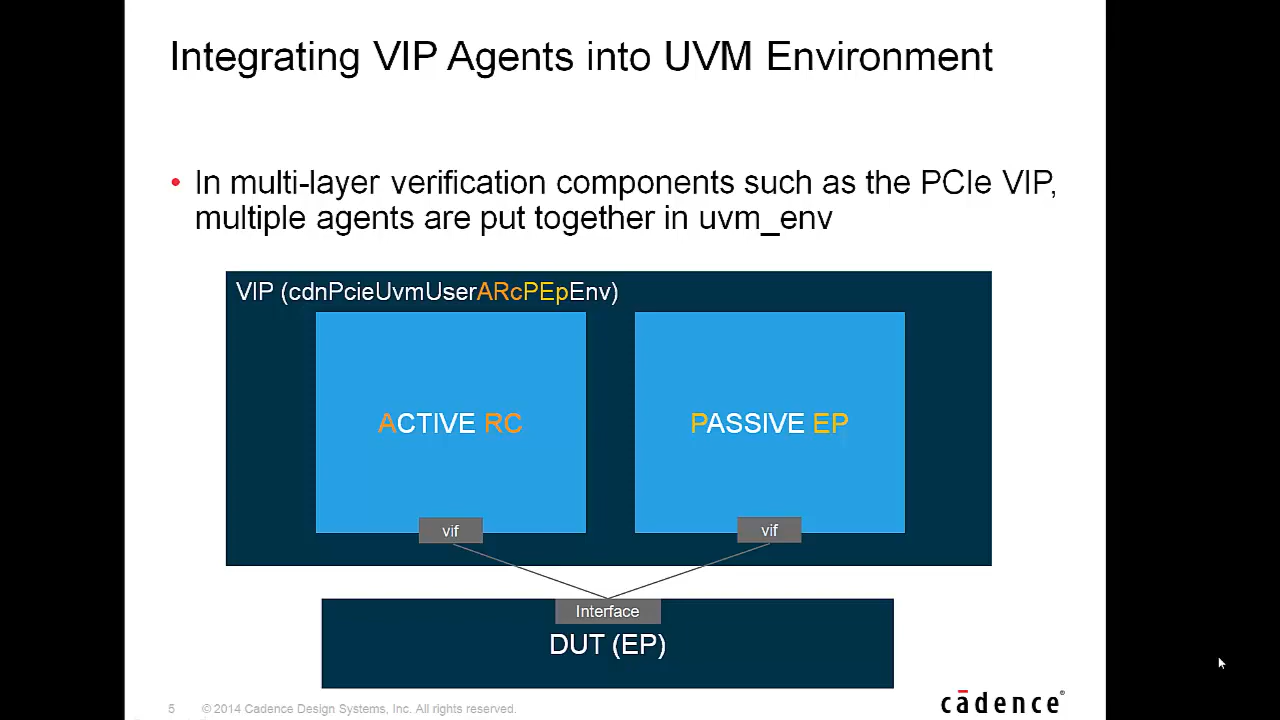 Integrating VIP Agents into UVM Environment
• In multi-layer verification components such as the PCIe VIP,
multiple agents are put together in uvm_env
VIP (cdnPcieUvmUserARcPEpEnv)
ACTIVE RC
PASSIVE EP
vif
vif
Interface
DUT (EP)
5 © 2014 Cadence Design Systems, Inc. All rights reserved.
cādence®